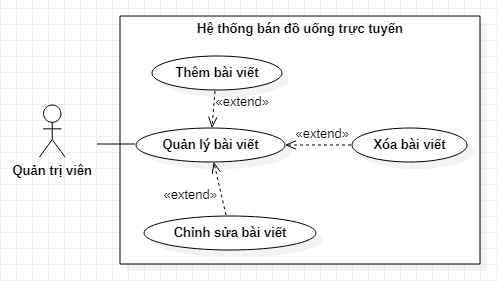 Hệ thống bán đồ uống trực tuyến
Thêm bài viết
«extend»
Quản lý bài viết
«extend»
Xóa bài viết
Quản trị viên
«extend»
Chỉnh sửa bài viết